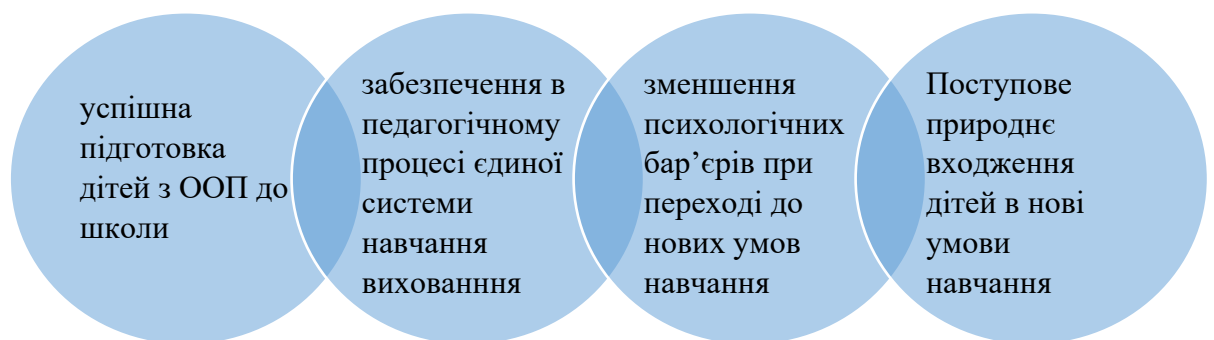 успішна
підготовка
дітей з ООП до
школи
забезпечення в
педагогічному
процесі єдиної
системи
навчання
вихованння
зменшення
психологічних
бар’єрів при
переході до
нових умов
навчання
Поступове
природнє
входження
дітей в нові
умови
навчання